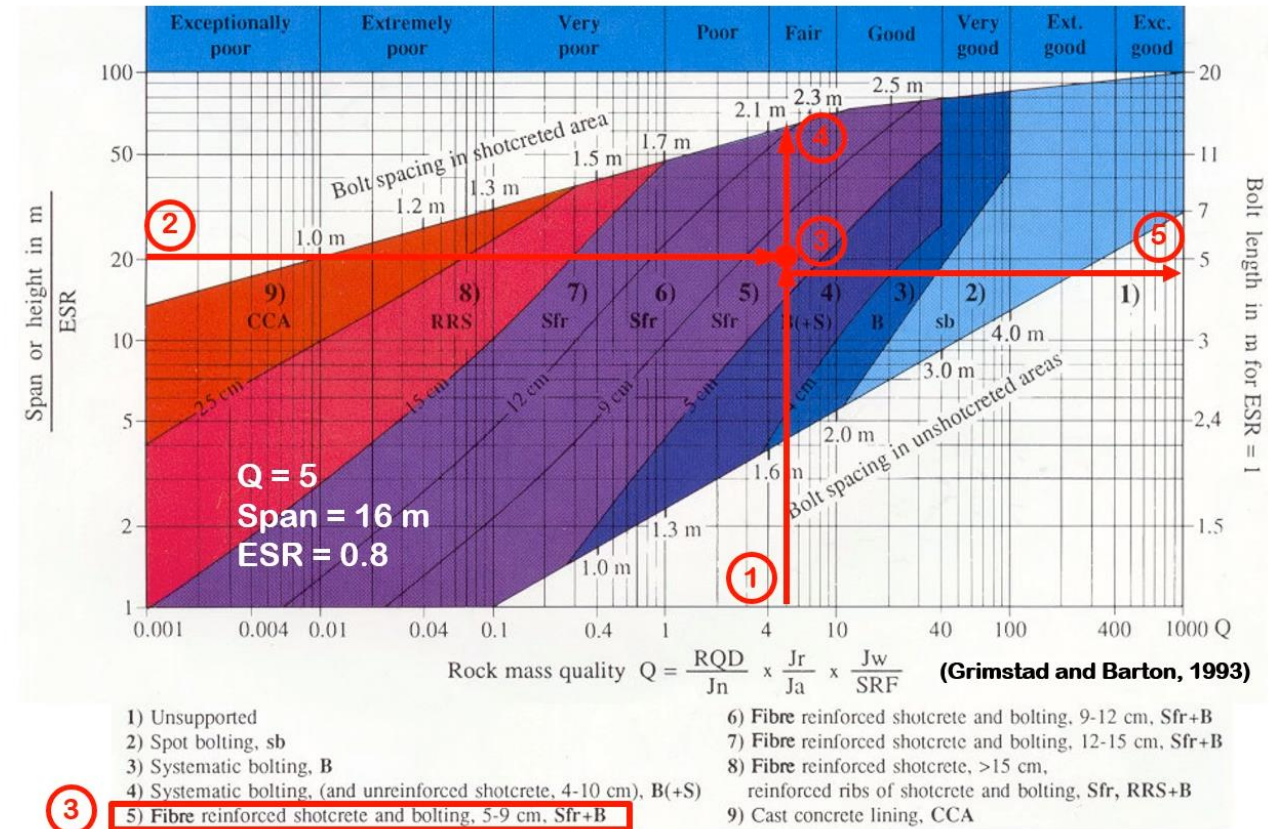 Exceptionally poor
Extremely poor
Very poor
Poor
Fair
Good
Very good
Ext. good
Exc. good
100
50
20
10
5
2
1
Span or height in m
ESR
20
11
7
5
3
2,4
1.5
Bolt length in m for ESR = 1
Bolt spacing in shotcreted area
1.0 m
1.2 m
1.3 m
1.5 m
1.7 m
2.1 m
2.3 m
2.5 m
4
2
3
5
9)
CCA
8)
RRS
7)
Sfr
6)
Sfr
5)
Sfr
4)
B(+S)
3)
B
2)
sb
1)
25 cm
15 cm
12 cm
9 cm
5 cm
4.0 m
3.0 m
2.0 m
1.6 m
1.3 m
1.0 m
Bolt spacing in unshotcreted areas
Q = 5
Span = 16 m
ESR = 0.8
1
0.001 0.004 0.01 0.04 0.1 0.4 1 4 10 40 100 400 1000 Q
Rock mass quality Q = RQD/Jn x Jr/Ja x Jw/SRF (Grimstad and Barton, 1993)
1) Unsupported
2) Spot bolting, sb
3) Systematic bolting, B
4) Systematic bolting, (and unreinforced shotcrete, 4-10 cm), B(+S)
3
5) Fibre reinforced shotcrete and bolting, 5-9 cm, Sfr+B
6) Fibre reinforced shotcrete and bolting, 9-12 cm, Sfr+B
7) Fibre reinforced shotcrete and bolting, 12-15 cm, Sfr+B
8) Fibre reinforced shotcrete, >15 cm,
reinforced ribs of shotcrete and bolting, Sfr, RRS+B
9) Cast concrete lining, CCA